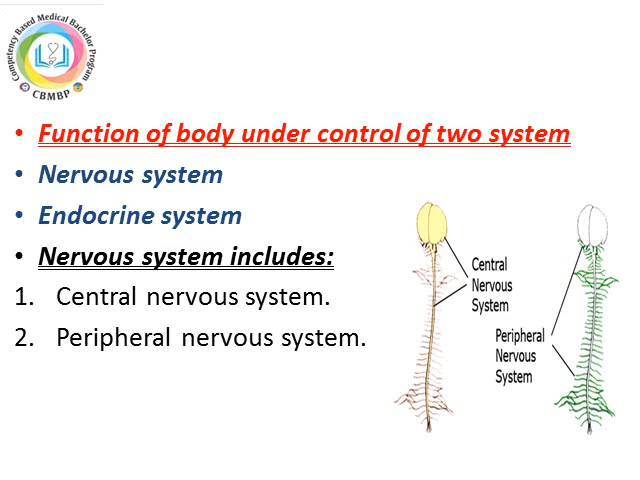 Competency Based Medical Bachelor Program
CBMBP
• Function of body under control of two system
• Nervous system
• Endocrine system
• Nervous system includes:
1. Central nervous system.
2. Peripheral nervous system.
Central
Nervous
System
Peripheral
Nervous
System